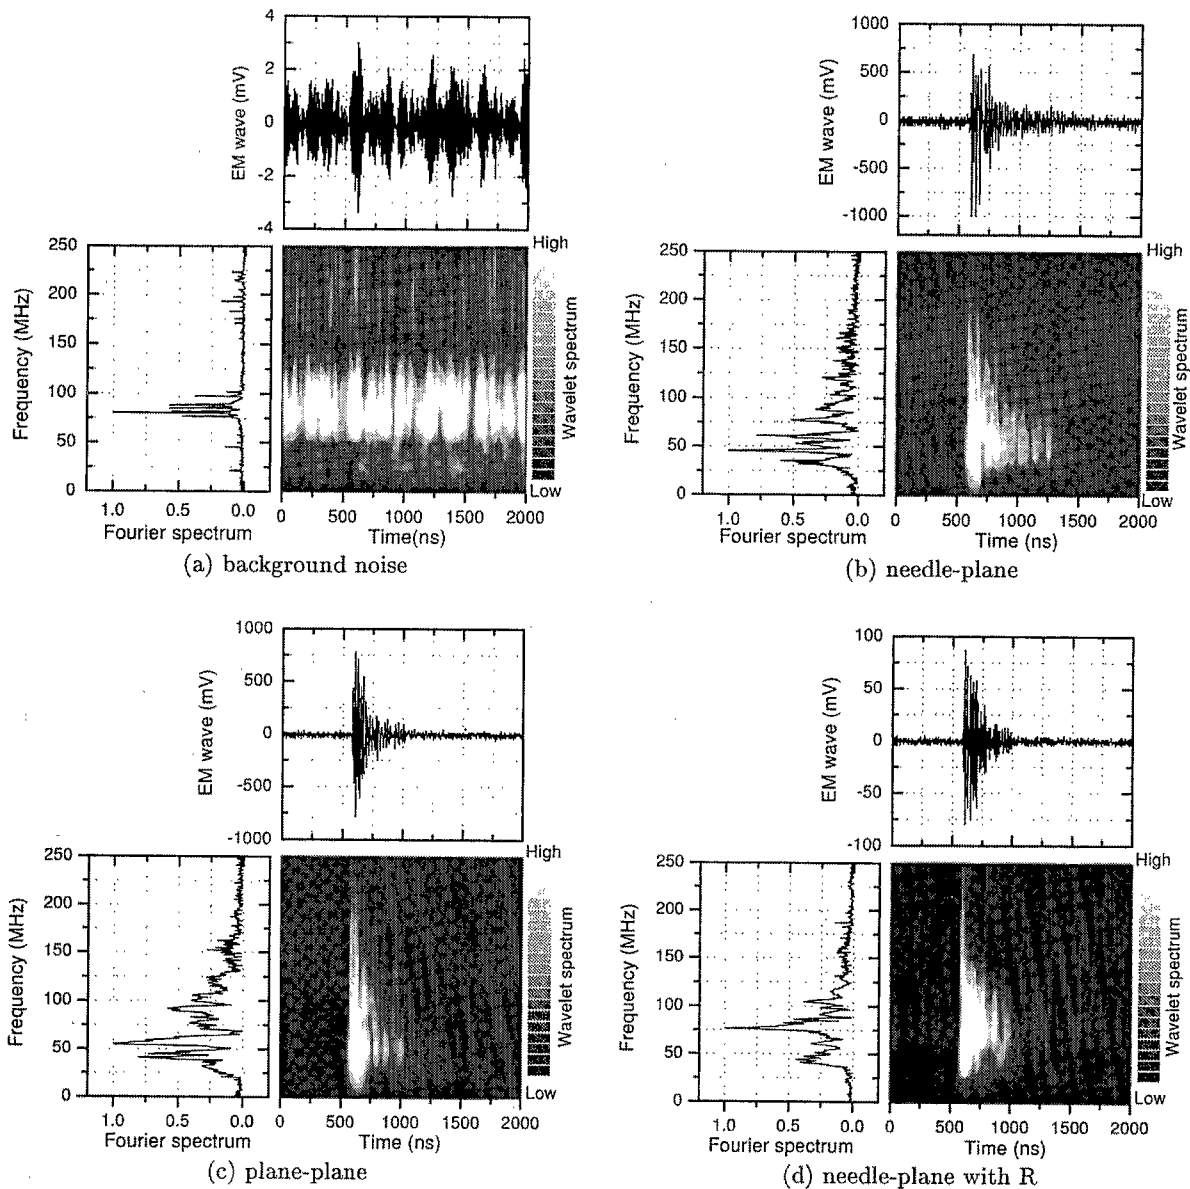 4
2
0
-2
-4
EM wave (mV)
250
200
150
100
50
0
Frequency (MHz)
1.0 0.5 0.0
Fourier spectrum
0 500 1000 1500 2000
Time(ns)
High
Low
Wavelet spectrum
(a) background noise
1000
500
0
-500
-1000
EM wave (mV)
250
200
150
100
50
0
Frequency (MHz)
1.0 0.5 0.0
Fourier spectrum
0 500 1000 1500 2000
Time (ns)
High
Low
Wavelet spectrum
(b) needle-plane
1000
500
0
-500
-1000
EM wave (mV)
250
200
150
100
50
0
Frequency (MHz)
1.0 0.5 0.0
Fourier spectrum
0 500 1000 1500 2000
Time (ns)
High
Low
Wavelet spectrum
(c) plane-plane
100
50
0
-50
-100
EM wave (mV)
250
200
150
100
50
0
Frequency (MHz)
1.0 0.5 0.0
Fourier spectrum
0 500 1000 1500 2000
Time (ns)
High
Low
Wavelet spectrum
(d) needle-plane with R